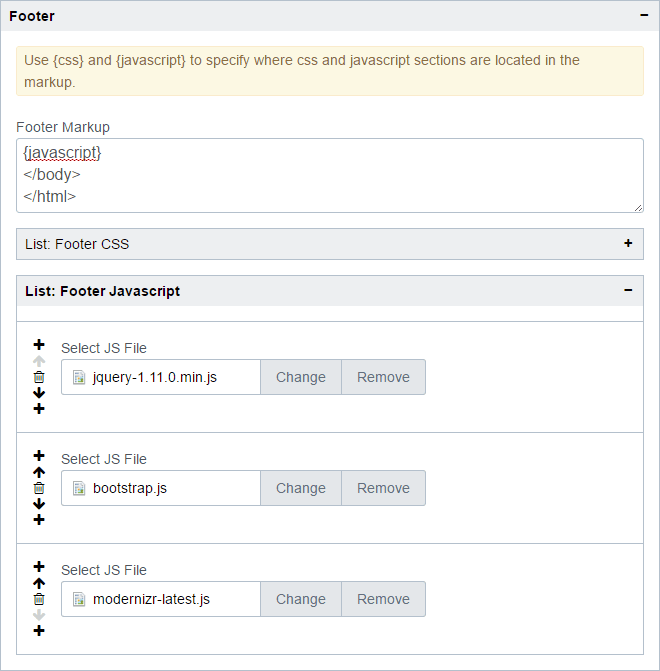 Footer
Use {css} and {javascript} to specify where css and javascript sections are located in the
markup.
Footer Markup
{javascript}
</body>
</html>
List: Footer CSS
List: Footer Javascript
Select JS File
jquery-1.11.0.min.js Change Remove
Select JS File
bootstrap.js Change Remove
Select JS File
modernizr-latest.js Change Remove